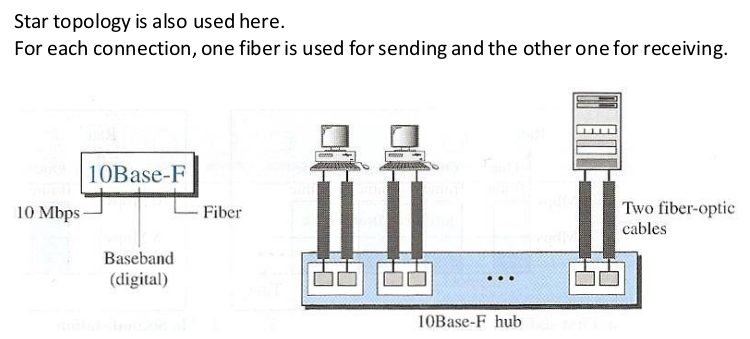 Star topology is also used here.
For each connection, one fiber is used for sending and the other one for receiving.
10Base-F
10 Mbps
Fiber
Baseband
(digital)
Two fiber-optic
cables
10Base-F hub